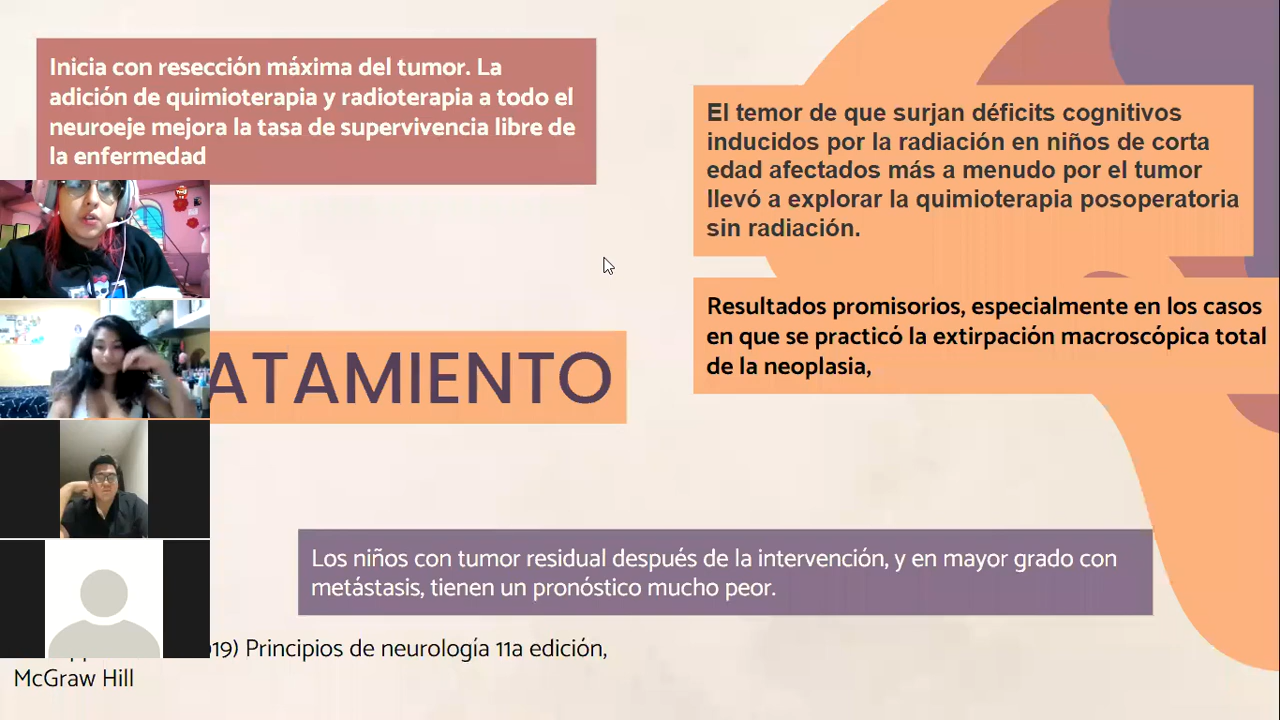 Inicia con resección máxima del tumor. La
adición de quimioterapia y radioterapia a todo el
neuroeje mejora la tasa de supervivencia libre de
la enfermedad
El temor de que surjan déficits cognitivos
inducidos por la radiación en niños de corta
edad afectados más a menudo por el tumor
llevó a explorar la quimioterapia posoperatoria
sin radiación.
Resultados promisorios, especialmente en los casos
en que se practicó la extirpación macroscópica total
de la neoplasia,
ATAMIENTO
Los niños con tumor residual después de la intervención, y en mayor grado con
metástasis, tienen un pronóstico mucho peor.
19) Principios de neurología 11a edición,
McGraw Hill